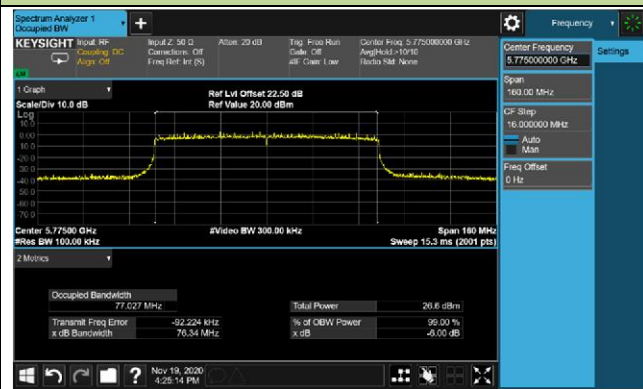 Spectrum Analyzer 1
Occupied BW
Frequency
KEYSIGHT Input: RF Input Z: 50 Ω Atten: 20 dB Trig: Free Run Center Freq: 5.775000000 GHz
Coupling: DC Corrections: Off Gate: Off Avg|Hold:>10/10
Align: Off Freq Ref: Int (S) #IF Gain: Low Radio Std: None
Center Frequency
5.775000000 GHz
Settings
Span
160.00 MHz
CF Step
16.000000 MHz
Auto
Man
Freq Offset
0 Hz
1 Graph
Ref Lvl Offset 22.50 dB
Scale/Div 10.0 dB Ref Value 20.00 dBm
Log
10.0
0.00
-10.0
-20.0
-30.0
-40.0
-50.0
-60.0
-70.0
Center 5.77500 GHz #Video BW 300.00 kHz Span 160 MHz
#Res BW 100.00 kHz Sweep 15.3 ms (2001 pts)
2 Metrics
Occupied Bandwidth
77.027 MHz Total Power 26.6 dBm
Transmit Freq Error -92.224 kHz % of OBW Power 99.00 %
x dB Bandwidth 76.34 MHz x dB -6.00 dB
Nov 19, 2020
4:25:14 PM